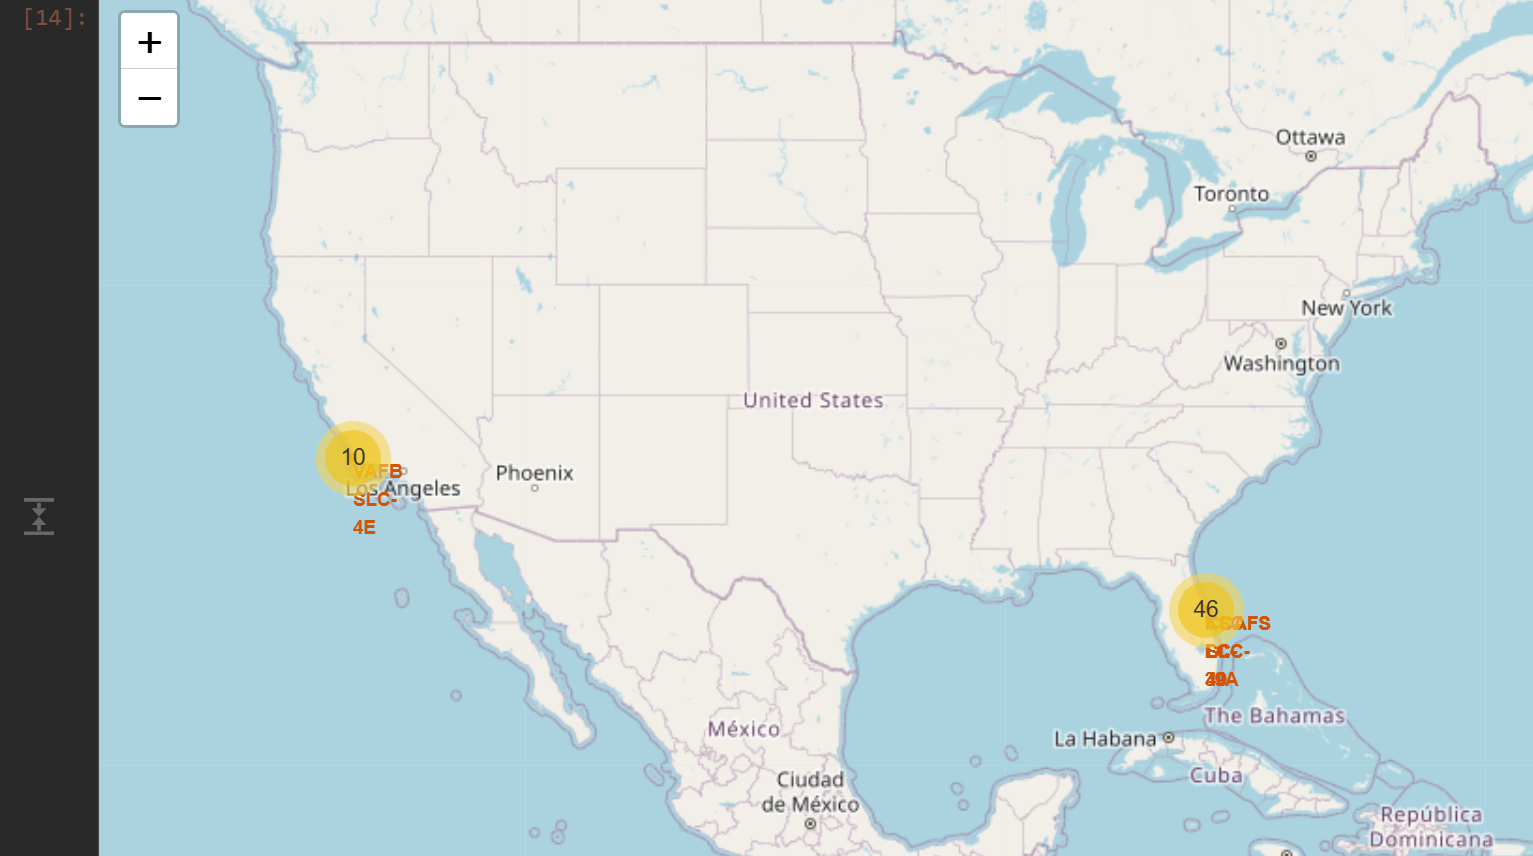 [14]:
+
−
Ottawa
Toronto
New York
Washington
United States
10
VAFB
SLC-
4E
Los Angeles
Phoenix
46
México
The Bahamas
La Habana
Cuba
Ciudad
de México
República
Dominicana